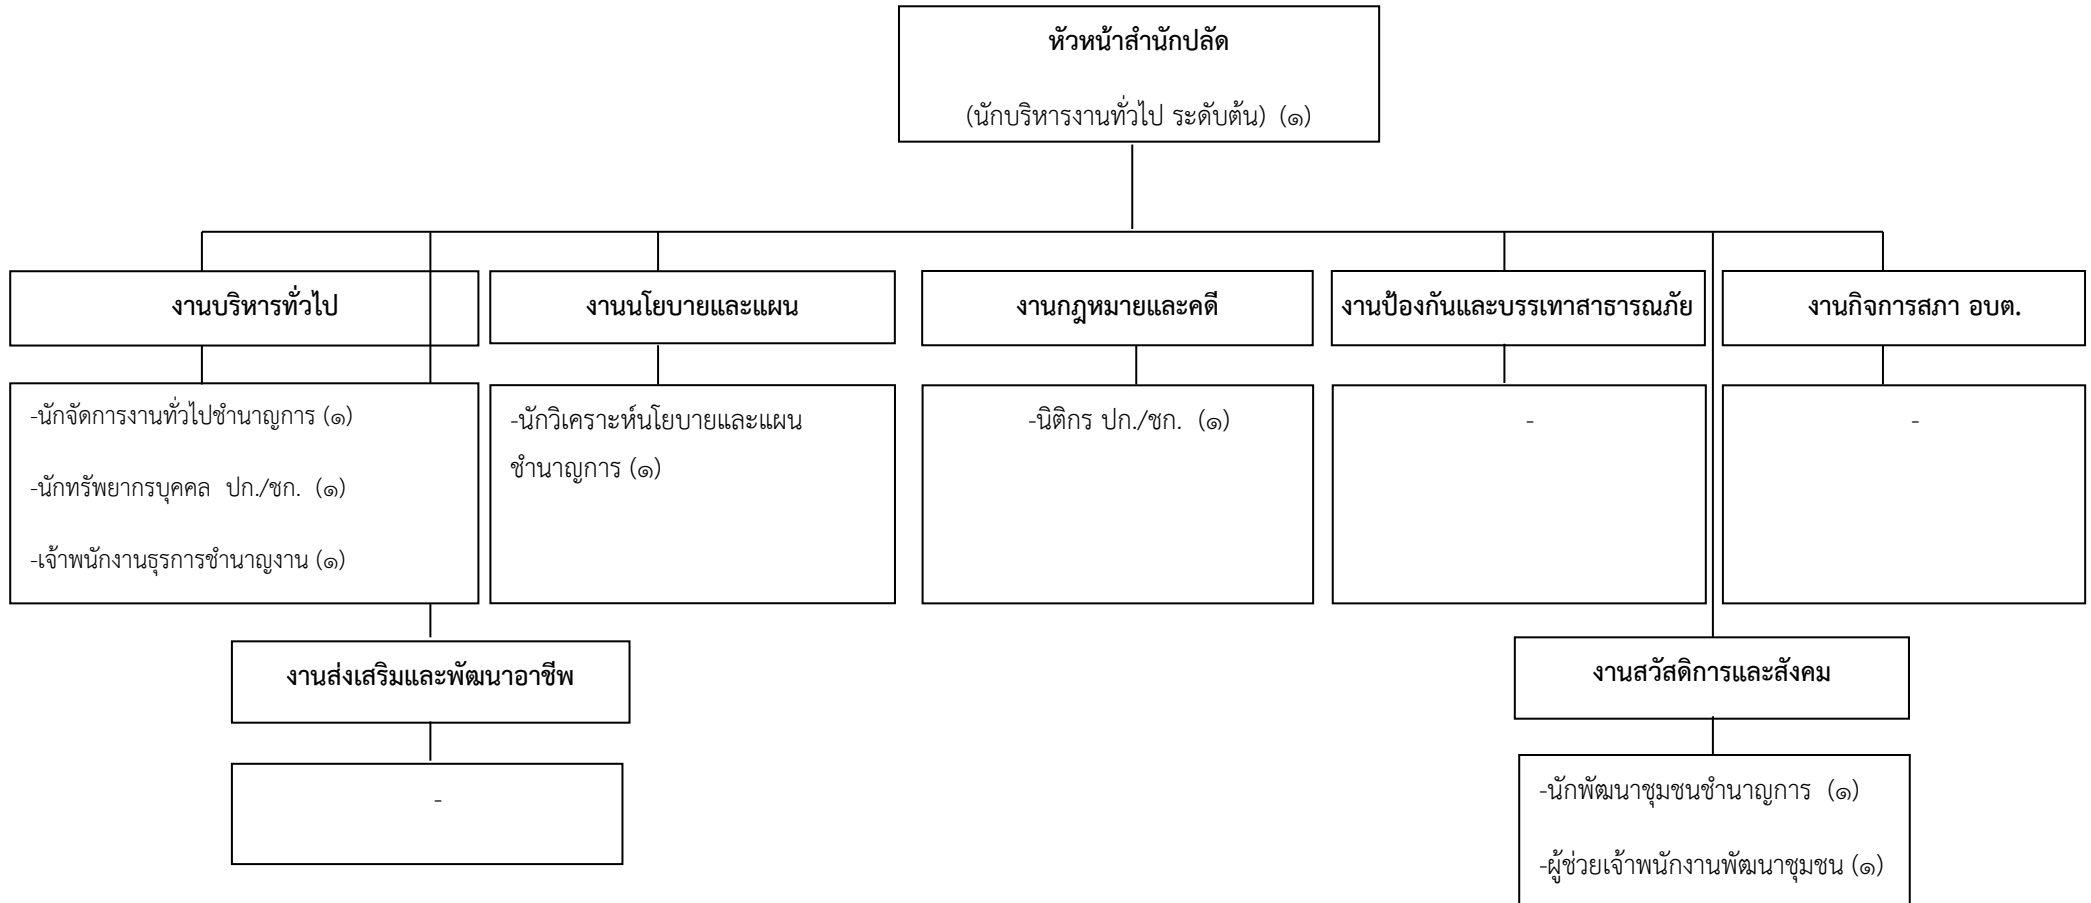 หัวหน้าสำนักปลัด
(นักบริหารงานทั่วไป ระดับต้น) (๑)
งานบริหารทั่วไป
งานนโยบายและแผน
งานกฎหมายและคดี
งานป้องกันและบรรเทาสาธารณภัย
งานกิจการสภา อบต.
-นักจัดการงานทั่วไปชำนาญการ (๑)
-นักทรัพยากรบุคคล ปก./ชก. (๑)
-เจ้าพนักงานธุรการชำนาญงาน (๑)
-นักวิเคราะห์นโยบายและแผน
ชำนาญการ (๑)
-นิติกร ปก./ชก. (๑)
-
-
งานส่งเสริมและพัฒนาอาชีพ
-
งานสวัสดิการและสังคม
-นักพัฒนาชุมชนชำนาญการ (๑)
-ผู้ช่วยเจ้าพนักงานพัฒนาชุมชน (๑)